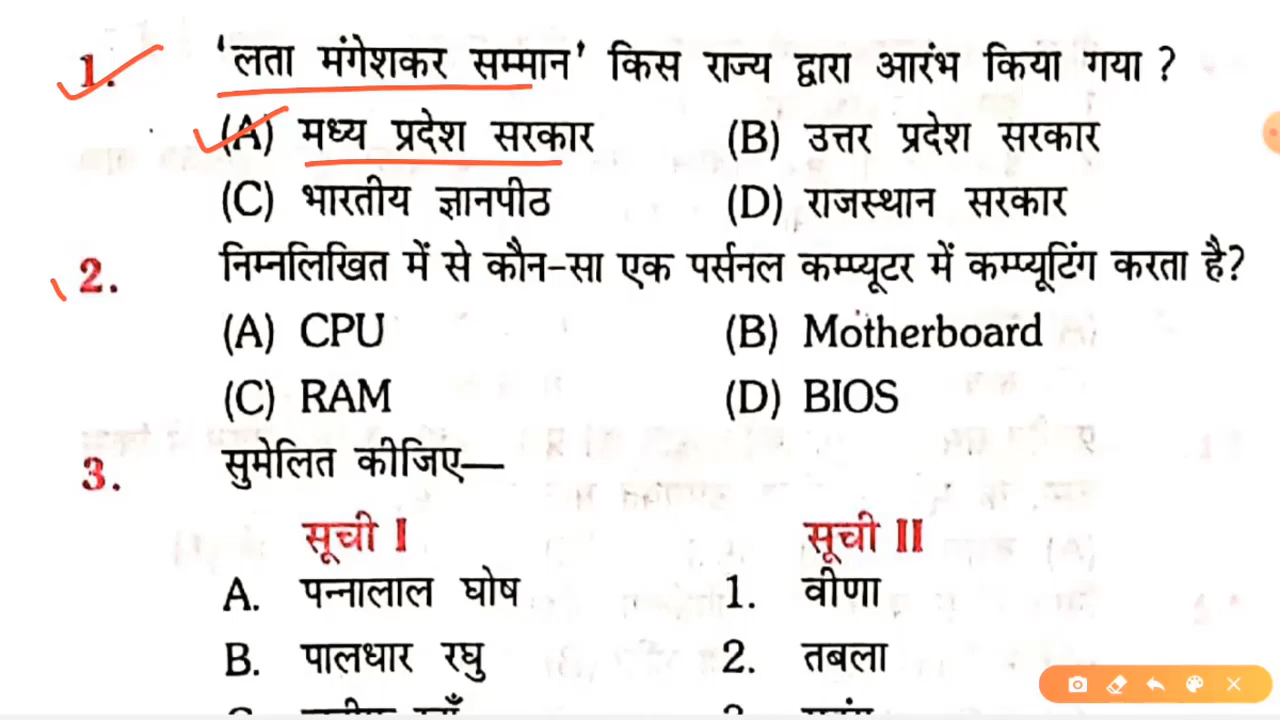 1. 'लता मंगेशकर सम्मान' किस राज्य द्वारा आरंभ किया गया ?
(A) मध्य प्रदेश सरकार (B) उत्तर प्रदेश सरकार
(C) भारतीय ज्ञानपीठ (D) राजस्थान सरकार
2. निम्नलिखित में से कौन-सा एक पर्सनल कम्प्यूटर में कम्प्यूटिंग करता है?
(A) CPU (B) Motherboard
(C) RAM (D) BIOS
3. सुमेलित कीजिए—
सूची I सूची II
A. पन्नालाल घोष 1. वीणा
B. पालधार रघु 2. तबला